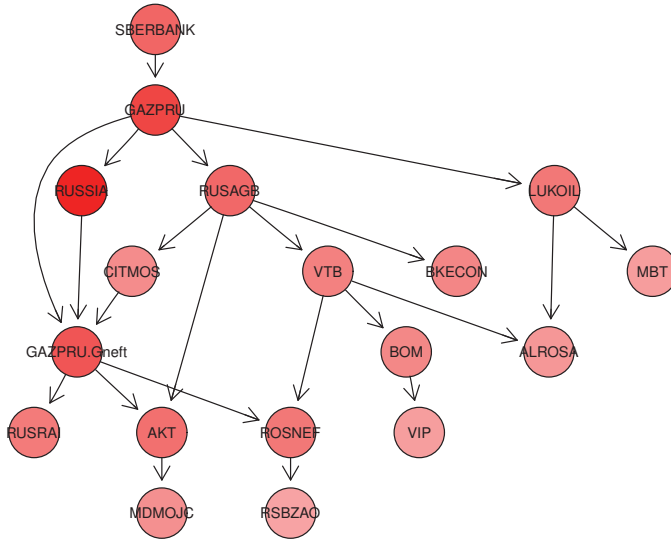 SBERBANK
GAZPRU
RUSSIA
RUSAGB
LUKOIL
CITMOS
VTB
BKECON
MBT
GAZPRU.Gneft
BOM
ALROSA
RUSRAI
AKT
ROSNEF
VIP
MDMOJC
RSBZAO